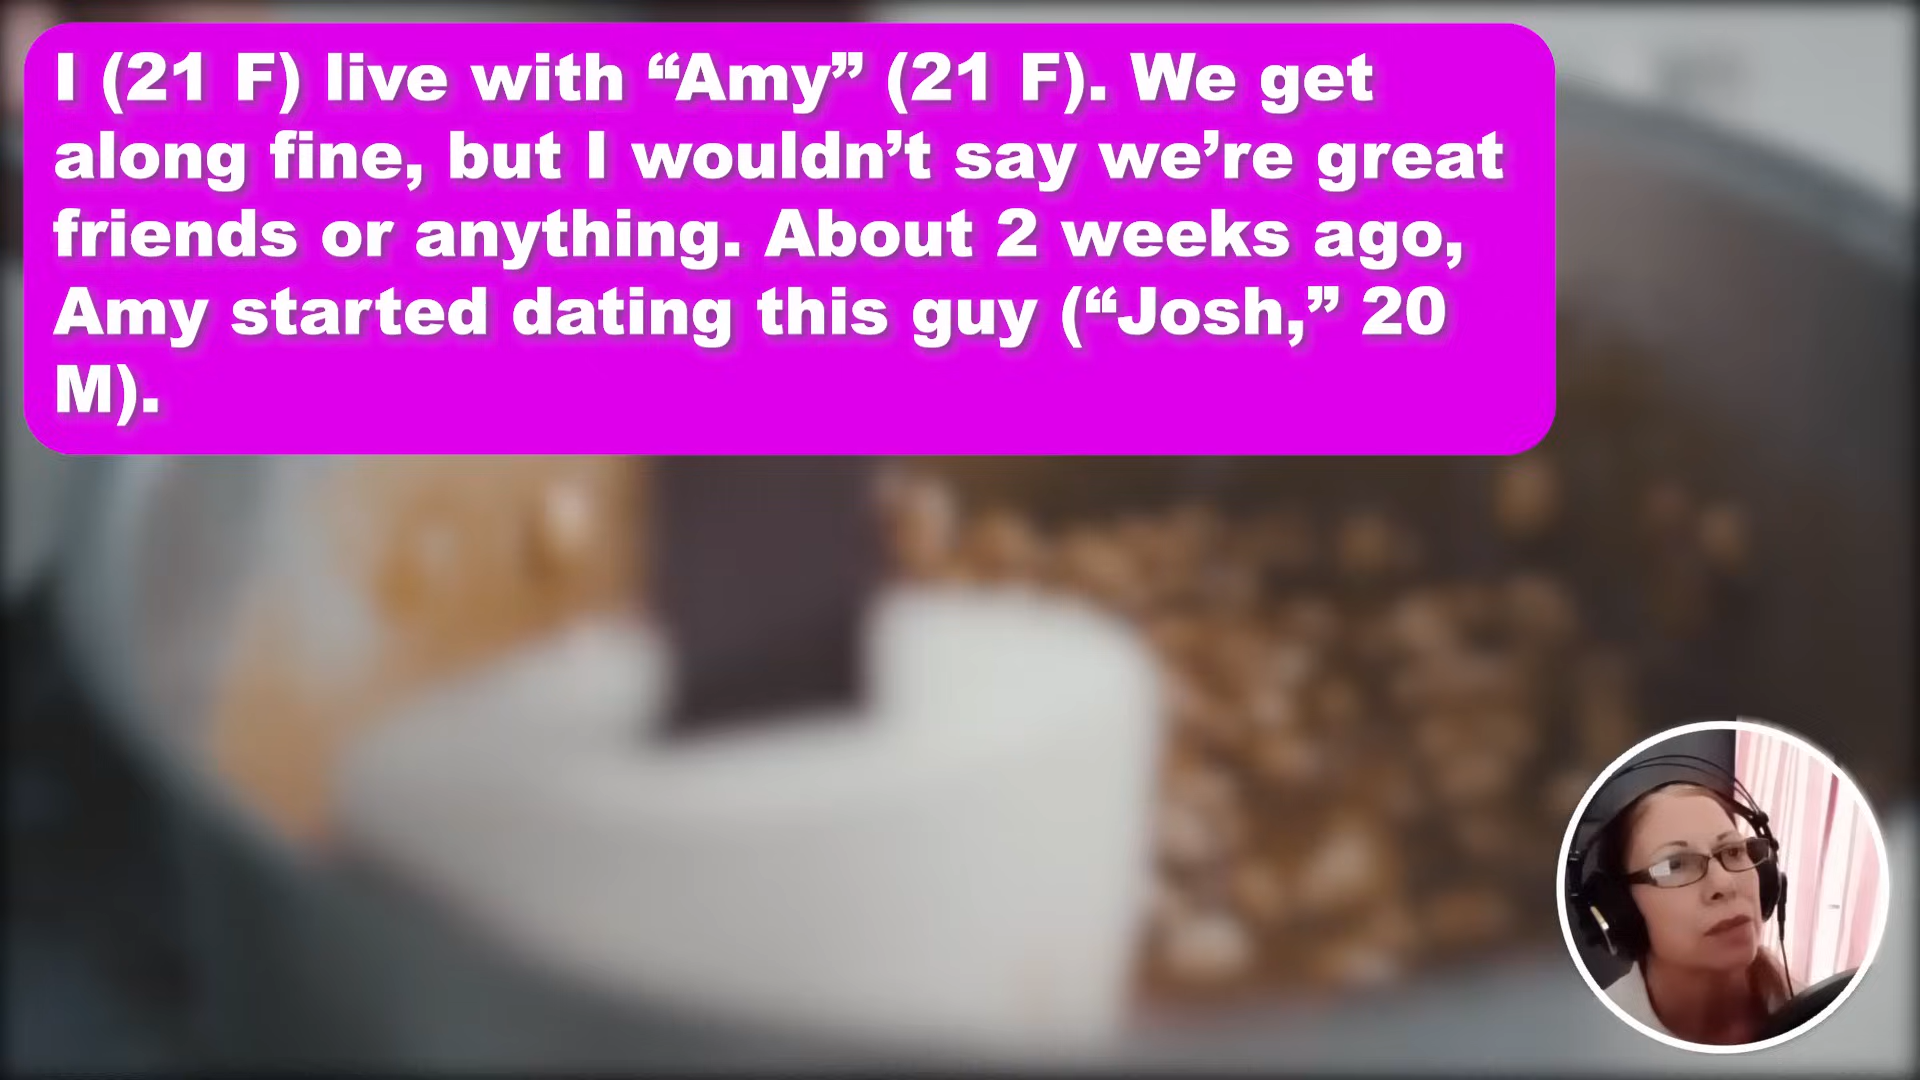 I (21 F) live with “Amy” (21 F). We get
along fine, but I wouldn’t say we’re great
friends or anything. About 2 weeks ago,
Amy started dating this guy (“Josh,” 20
M).